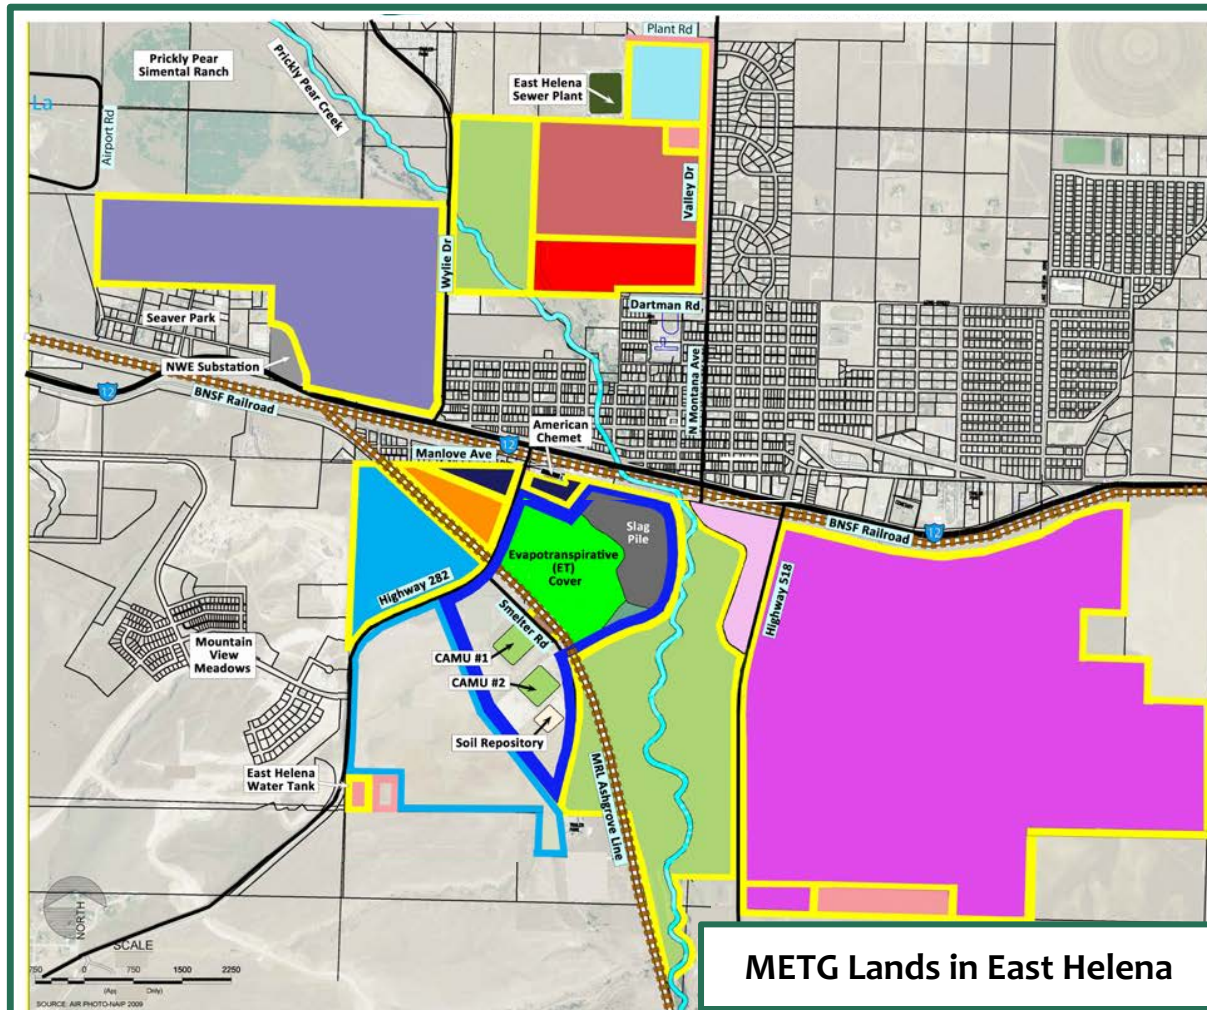 Plant Rd
Prickly Pear
Simental Ranch
Prickly Pear Creek
East Helena
Sewer Plant
La
Airport Rd
Valley Dr
Wylie Dr
Seaver Park
Dartman Rd
NWE Substation
N Montana Ave
12
BNSF Railroad
American
Chemet
12
Manlove Ave
Slag
Pile
BNSF Railroad
12
Evapotranspirative
(ET)
Cover
Highway 282
Highway 518
Smelter Rd
Mountain
View
Meadows
CAMU #1
CAMU #2
Soil Repository
East Helena
Water Tank
MRL Ashgrove Line
NORTH
SCALE
750 0 750 1500 2250
Only)
SOURCE: AIR PHOTO-NAIP 2009
METG Lands in East Helena